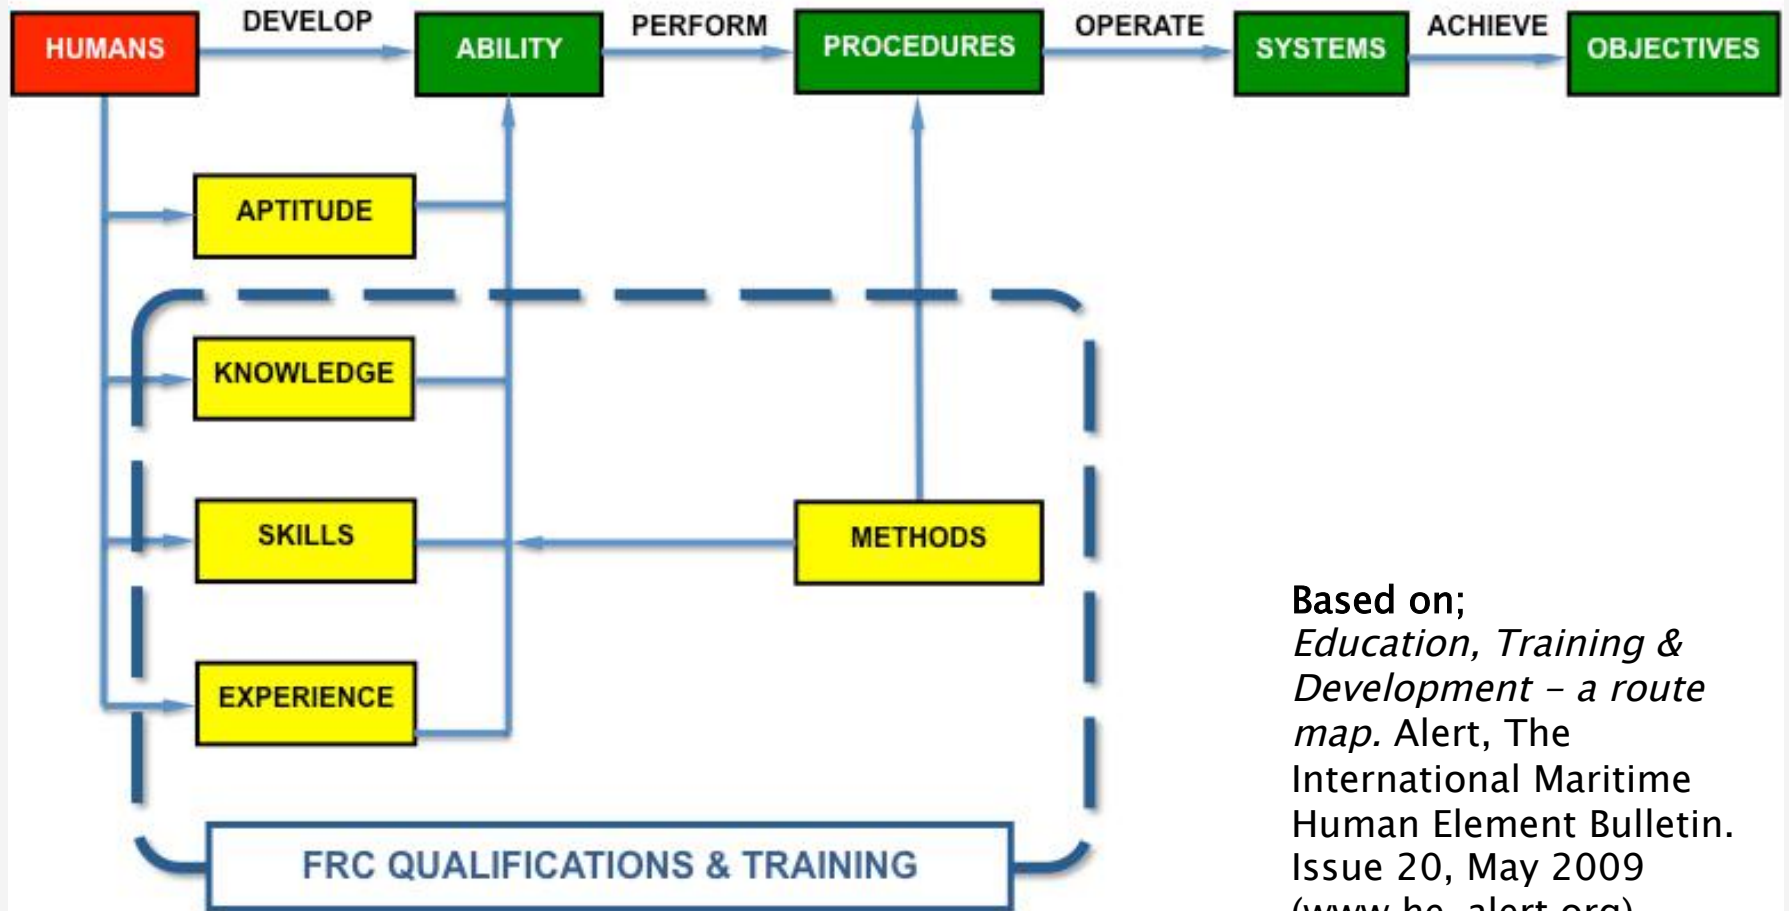 HUMANS
DEVELOP
ABILITY
PERFORM
PROCEDURES
OPERATE
SYSTEMS
ACHIEVE
OBJECTIVES
APTITUDE
KNOWLEDGE
SKILLS
METHODS
EXPERIENCE
FRC QUALIFICATIONS & TRAINING
Based on;
Education, Training &
Development – a route
map. Alert, The
International Maritime
Human Element Bulletin.
Issue 20, May 2009